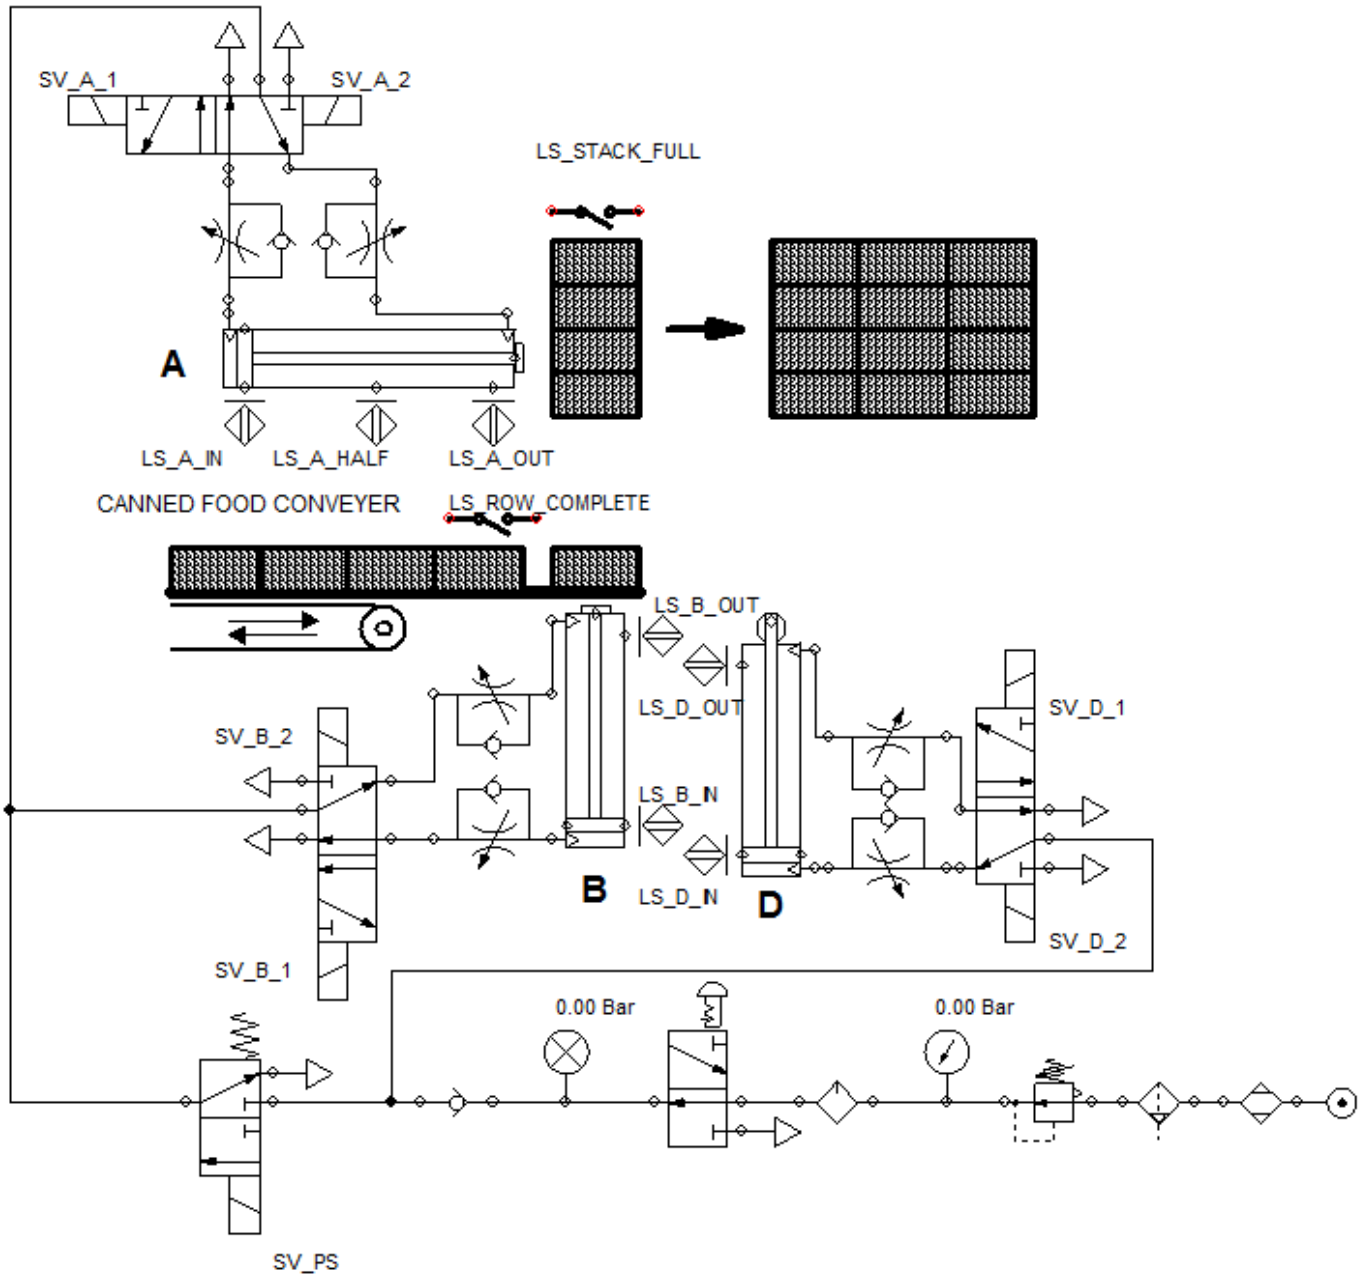 SV_A_1
SV_A_2
LS_STACK_FULL
A
LS_A_IN
LS_A_HALF
LS_A_OUT
CANNED FOOD CONVEYER
LS_ROW_COMPLETE
LS_B_OUT
LS_D_OUT
SV_D_1
SV_B_2
LS_B_IN
B
LS_D_IN
D
SV_D_2
SV_B_1
0.00 Bar
0.00 Bar
SV_PS